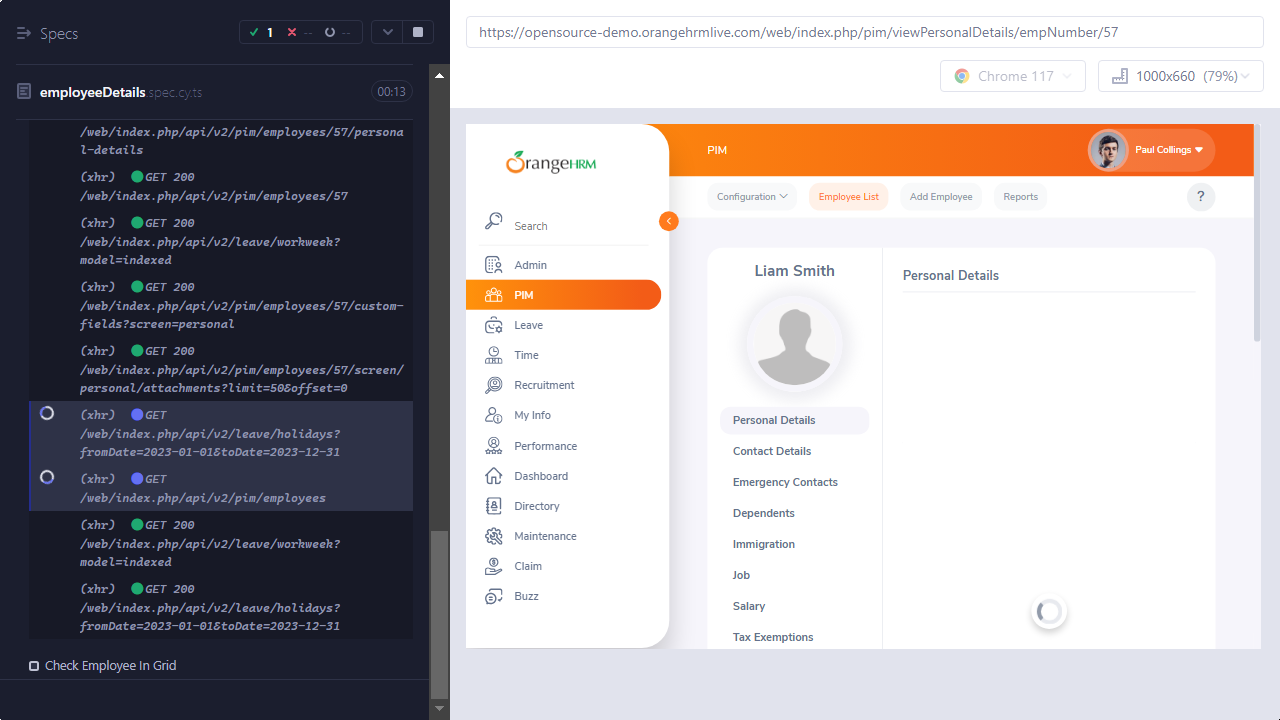 Specs
1
--
--
employeeDetails.spec.cy.ts
00:13
/web/index.php/api/v2/pim/employees/57/persona
l-details
(xhr) GET 200
/web/index.php/api/v2/pim/employees/57
(xhr) GET 200
/web/index.php/api/v2/leave/workweek?
model=indexed
(xhr) GET 200
/web/index.php/api/v2/pim/employees/57/custom-
fields?screen=personal
(xhr) GET 200
/web/index.php/api/v2/pim/employees/57/screen/
personal/attachments?limit=50&offset=0
(xhr) GET
/web/index.php/api/v2/leave/holidays?
fromDate=2023-01-01&toDate=2023-12-31
(xhr) GET
/web/index.php/api/v2/pim/employees
(xhr) GET 200
/web/index.php/api/v2/leave/workweek?
model=indexed
(xhr) GET 200
/web/index.php/api/v2/leave/holidays?
fromDate=2023-01-01&toDate=2023-12-31
Check Employee In Grid
https://opensource-demo.orangehrmlive.com/web/index.php/pim/viewPersonalDetails/empNumber/57
Chrome 117
1000x660 (79%)
OrangeHRM
Search
Admin
PIM
Leave
Time
Recruitment
My Info
Performance
Dashboard
Directory
Maintenance
Claim
Buzz
PIM
Paul Collings
Configuration
Employee List
Add Employee
Reports
?
Liam Smith
Personal Details
Contact Details
Emergency Contacts
Dependents
Immigration
Job
Salary
Tax Exemptions
Personal Details